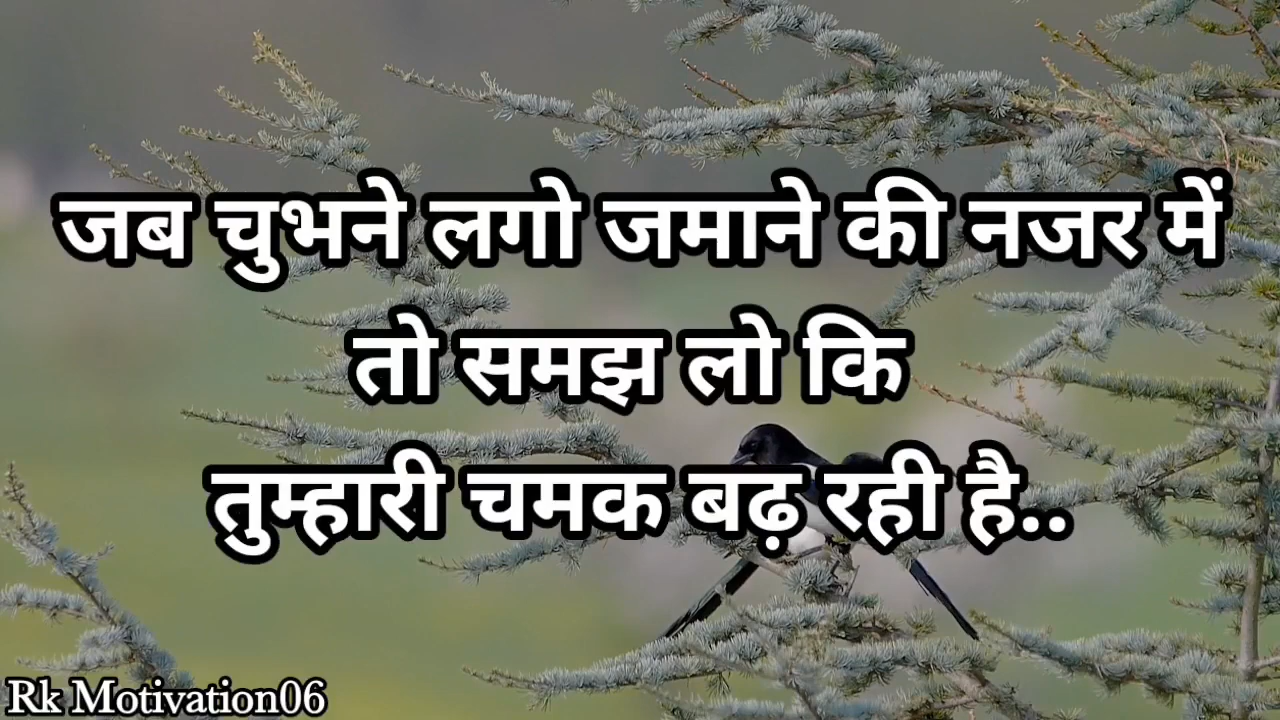 जब चुभने लगो जमाने की नजर में
तो समझ लो कि
तुम्हारी चमक बढ़ रही है..
Rk Motivation06